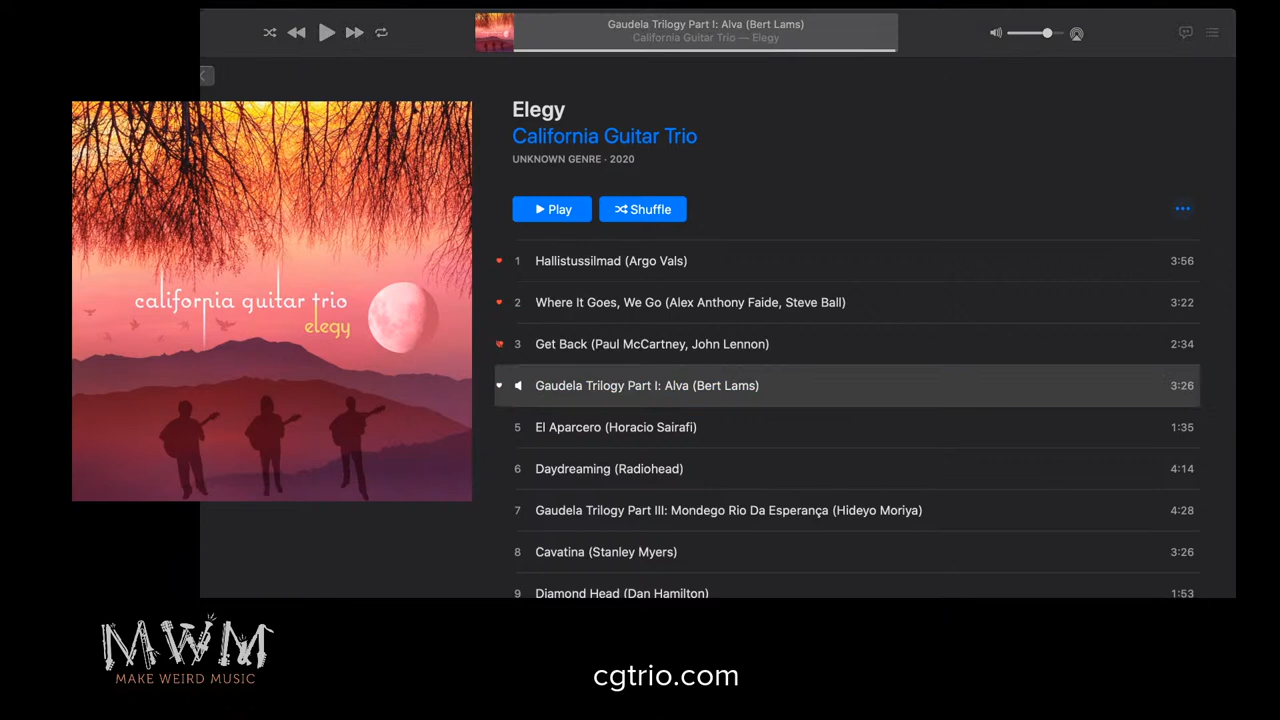 Gaudela Trilogy Part I: Alva (Bert Lams)
California Guitar Trio — Elegy
california guitar trio
elegy
Elegy
California Guitar Trio
UNKNOWN GENRE · 2020
Play
Shuffle
1 Hallistussilmad (Argo Vals) 3:56
2 Where It Goes, We Go (Alex Anthony Faide, Steve Ball) 3:22
3 Get Back (Paul McCartney, John Lennon) 2:34
Gaudela Trilogy Part I: Alva (Bert Lams) 3:26
5 El Aparcero (Horacio Sairafi) 1:35
6 Daydreaming (Radiohead) 4:14
7 Gaudela Trilogy Part III: Mondego Rio Da Esperança (Hideyo Moriya) 4:28
8 Cavatina (Stanley Myers) 3:26
9 Diamond Head (Dan Hamilton) 1:53
MWM
MAKE WEIRD MUSIC
cgtrio.com